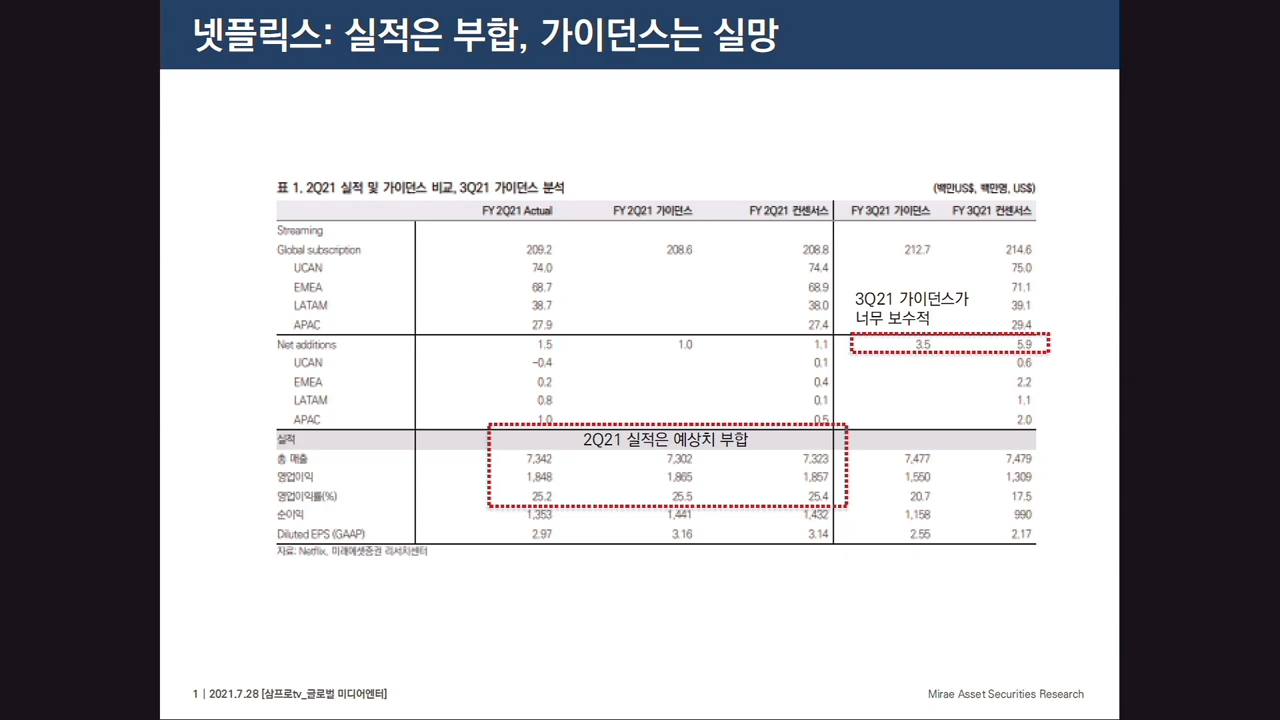 넷플릭스: 실적은 부합, 가이던스는 실망
표 1. 2Q21 실적 및 가이던스 비교, 3Q21 가이던스 분석 (백만US$, 백만명, US$)
FY 2Q21 Actual FY 2Q21 가이던스 FY 2Q21 컨센서스 FY 3Q21 가이던스 FY 3Q21 컨센서스
Streaming
Global subscription 209.2 208.6 208.8 212.7 214.6
UCAN 74.0 74.4 75.0
EMEA 68.7 68.9 71.1
LATAM 38.7 38.0 39.1
APAC 27.9 27.4 29.4
3Q21 가이던스가
너무 보수적
Net additions 1.5 1.0 1.1 3.5 5.9
UCAN −0.4 0.1 0.6
EMEA 0.2 0.4 2.2
LATAM 0.8 0.1 1.1
APAC 1.0 0.5 2.0
실적 2Q21 실적은 예상치 부합
총 매출 7,342 7,302 7,323 7,477 7,479
영업이익 1,848 1,865 1,857 1,550 1,309
영업이익률(%) 25.2 25.5 25.4 20.7 17.5
순이익 1,353 1,441 1,432 1,158 990
Diluted EPS (GAAP) 2.97 3.16 3.14 2.55 2.17
자료: Netflix, 미래에셋증권 리서치센터
1 | 2021.7.28 [삼프로tv_글로벌 미디어엔터] Mirae Asset Securities Research